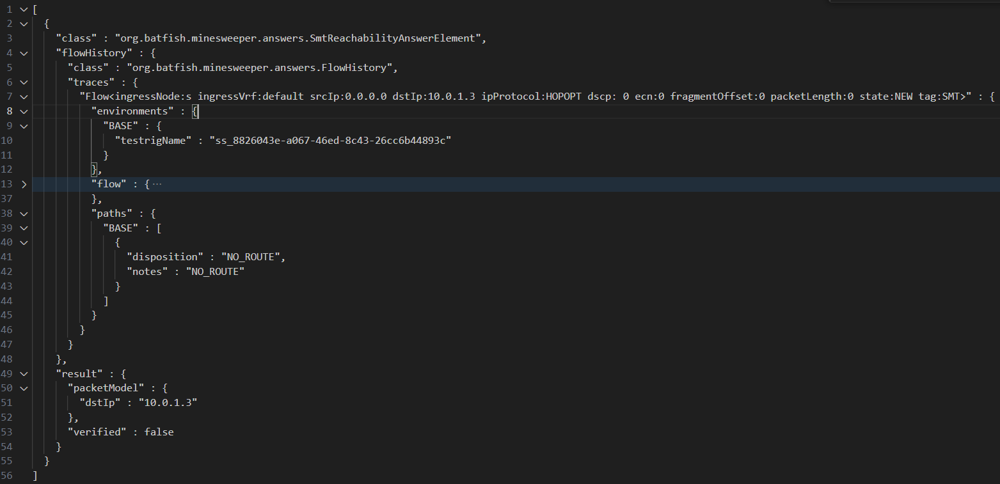 1 [
2 {
3 "class" : "org.batfish.minesweeper.answers.SmtReachabilityAnswerElement",
4 "flowHistory" : {
5 "class" : "org.batfish.minesweeper.answers.FlowHistory",
6 "traces" : {
7 "Flow<ingressNode:s ingressVrf:default srcIp:0.0.0.0 dstIp:10.0.1.3 ipProtocol:HOPOPT dscp: 0 ecn:0 fragmentOffset:0 packetLength:0 state:NEW tag:SMT>" : {
8 "environments" : {
9 "BASE" : {
10 "testrigName" : "ss_8826043e-a067-46ed-8c43-26cc6b44893c"
11 }
12 },
13 "flow" : { ···
37 },
38 "paths" : {
39 "BASE" : [
40 {
41 "disposition" : "NO_ROUTE",
42 "notes" : "NO_ROUTE"
43 }
44 ]
45 }
46 }
47 }
48 },
49 "result" : {
50 "packetModel" : {
51 "dstIp" : "10.0.1.3"
52 },
53 "verified" : false
54 }
55 }
56 ]